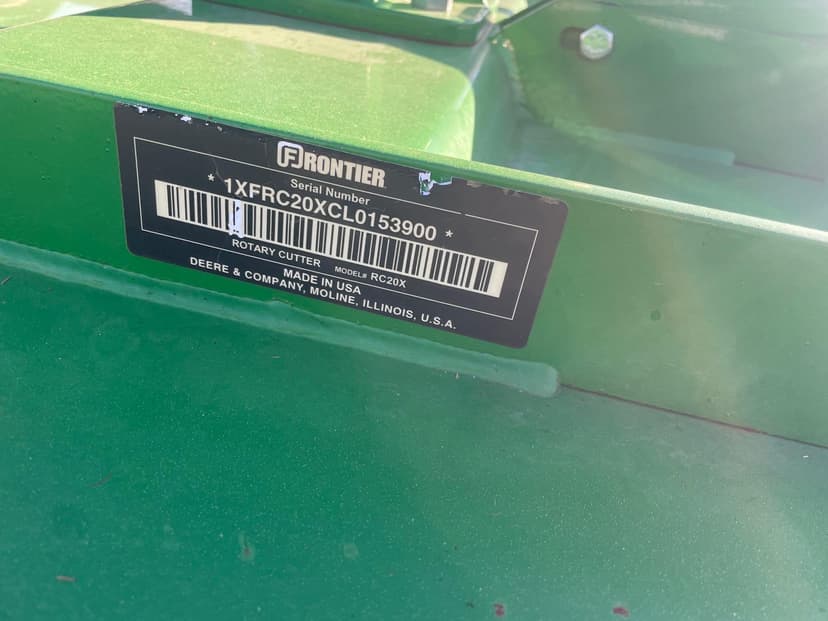 FRONTIER
Serial Number
* 1XFRC20XCL0153900 *
ROTARY CUTTER MODEL# RC20X
MADE IN USA
DEERE & COMPANY, MOLINE, ILLINOIS, U.S.A.